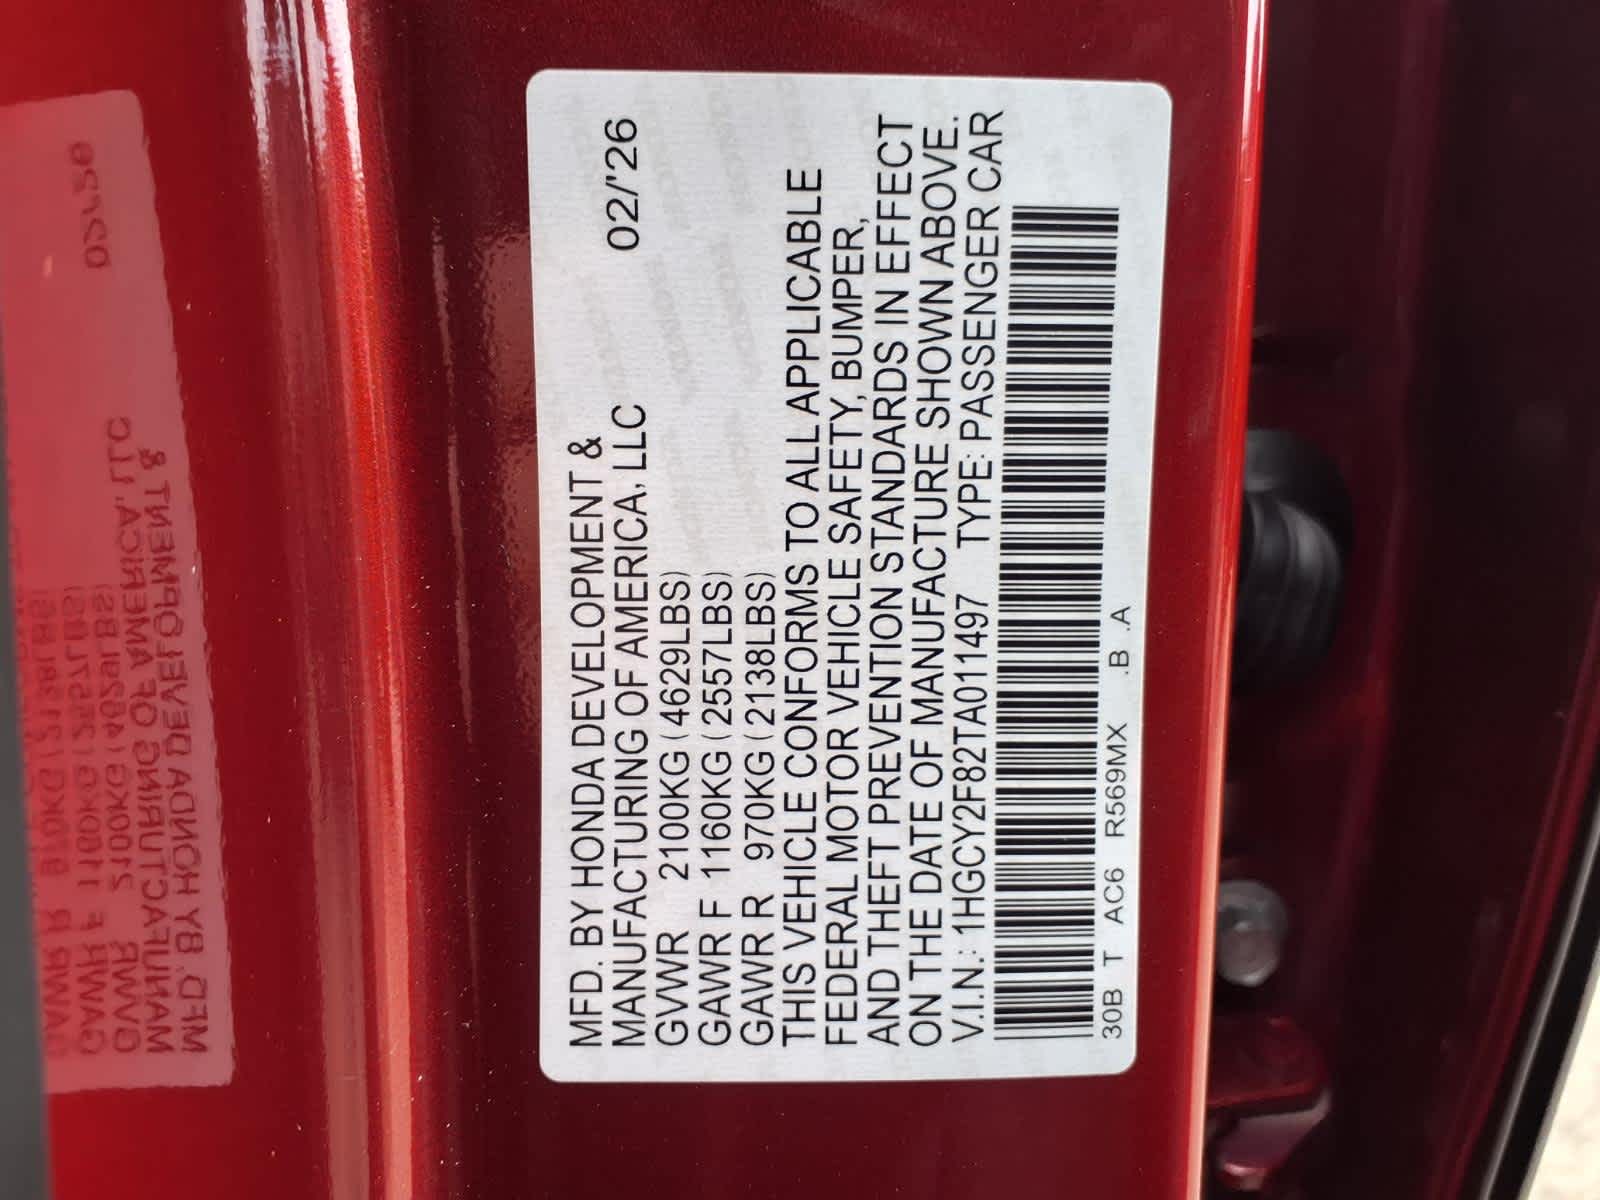 MFD. BY HONDA DEVELOPMENT &
MANUFACTURING OF AMERICA, LLC 02/'26
GVWR 2100KG (4629LBS)
GAWR F 1160KG (2557LBS)
GAWR R 970KG (2138LBS)
THIS VEHICLE CONFORMS TO ALL APPLICABLE
FEDERAL MOTOR VEHICLE SAFETY, BUMPER,
AND THEFT PREVENTION STANDARDS IN EFFECT
ON THE DATE OF MANUFACTURE SHOWN ABOVE.
V.I.N.: 1HGCY2F82TA011497 TYPE: PASSENGER CAR
30B T AC6 R569MX .B .A